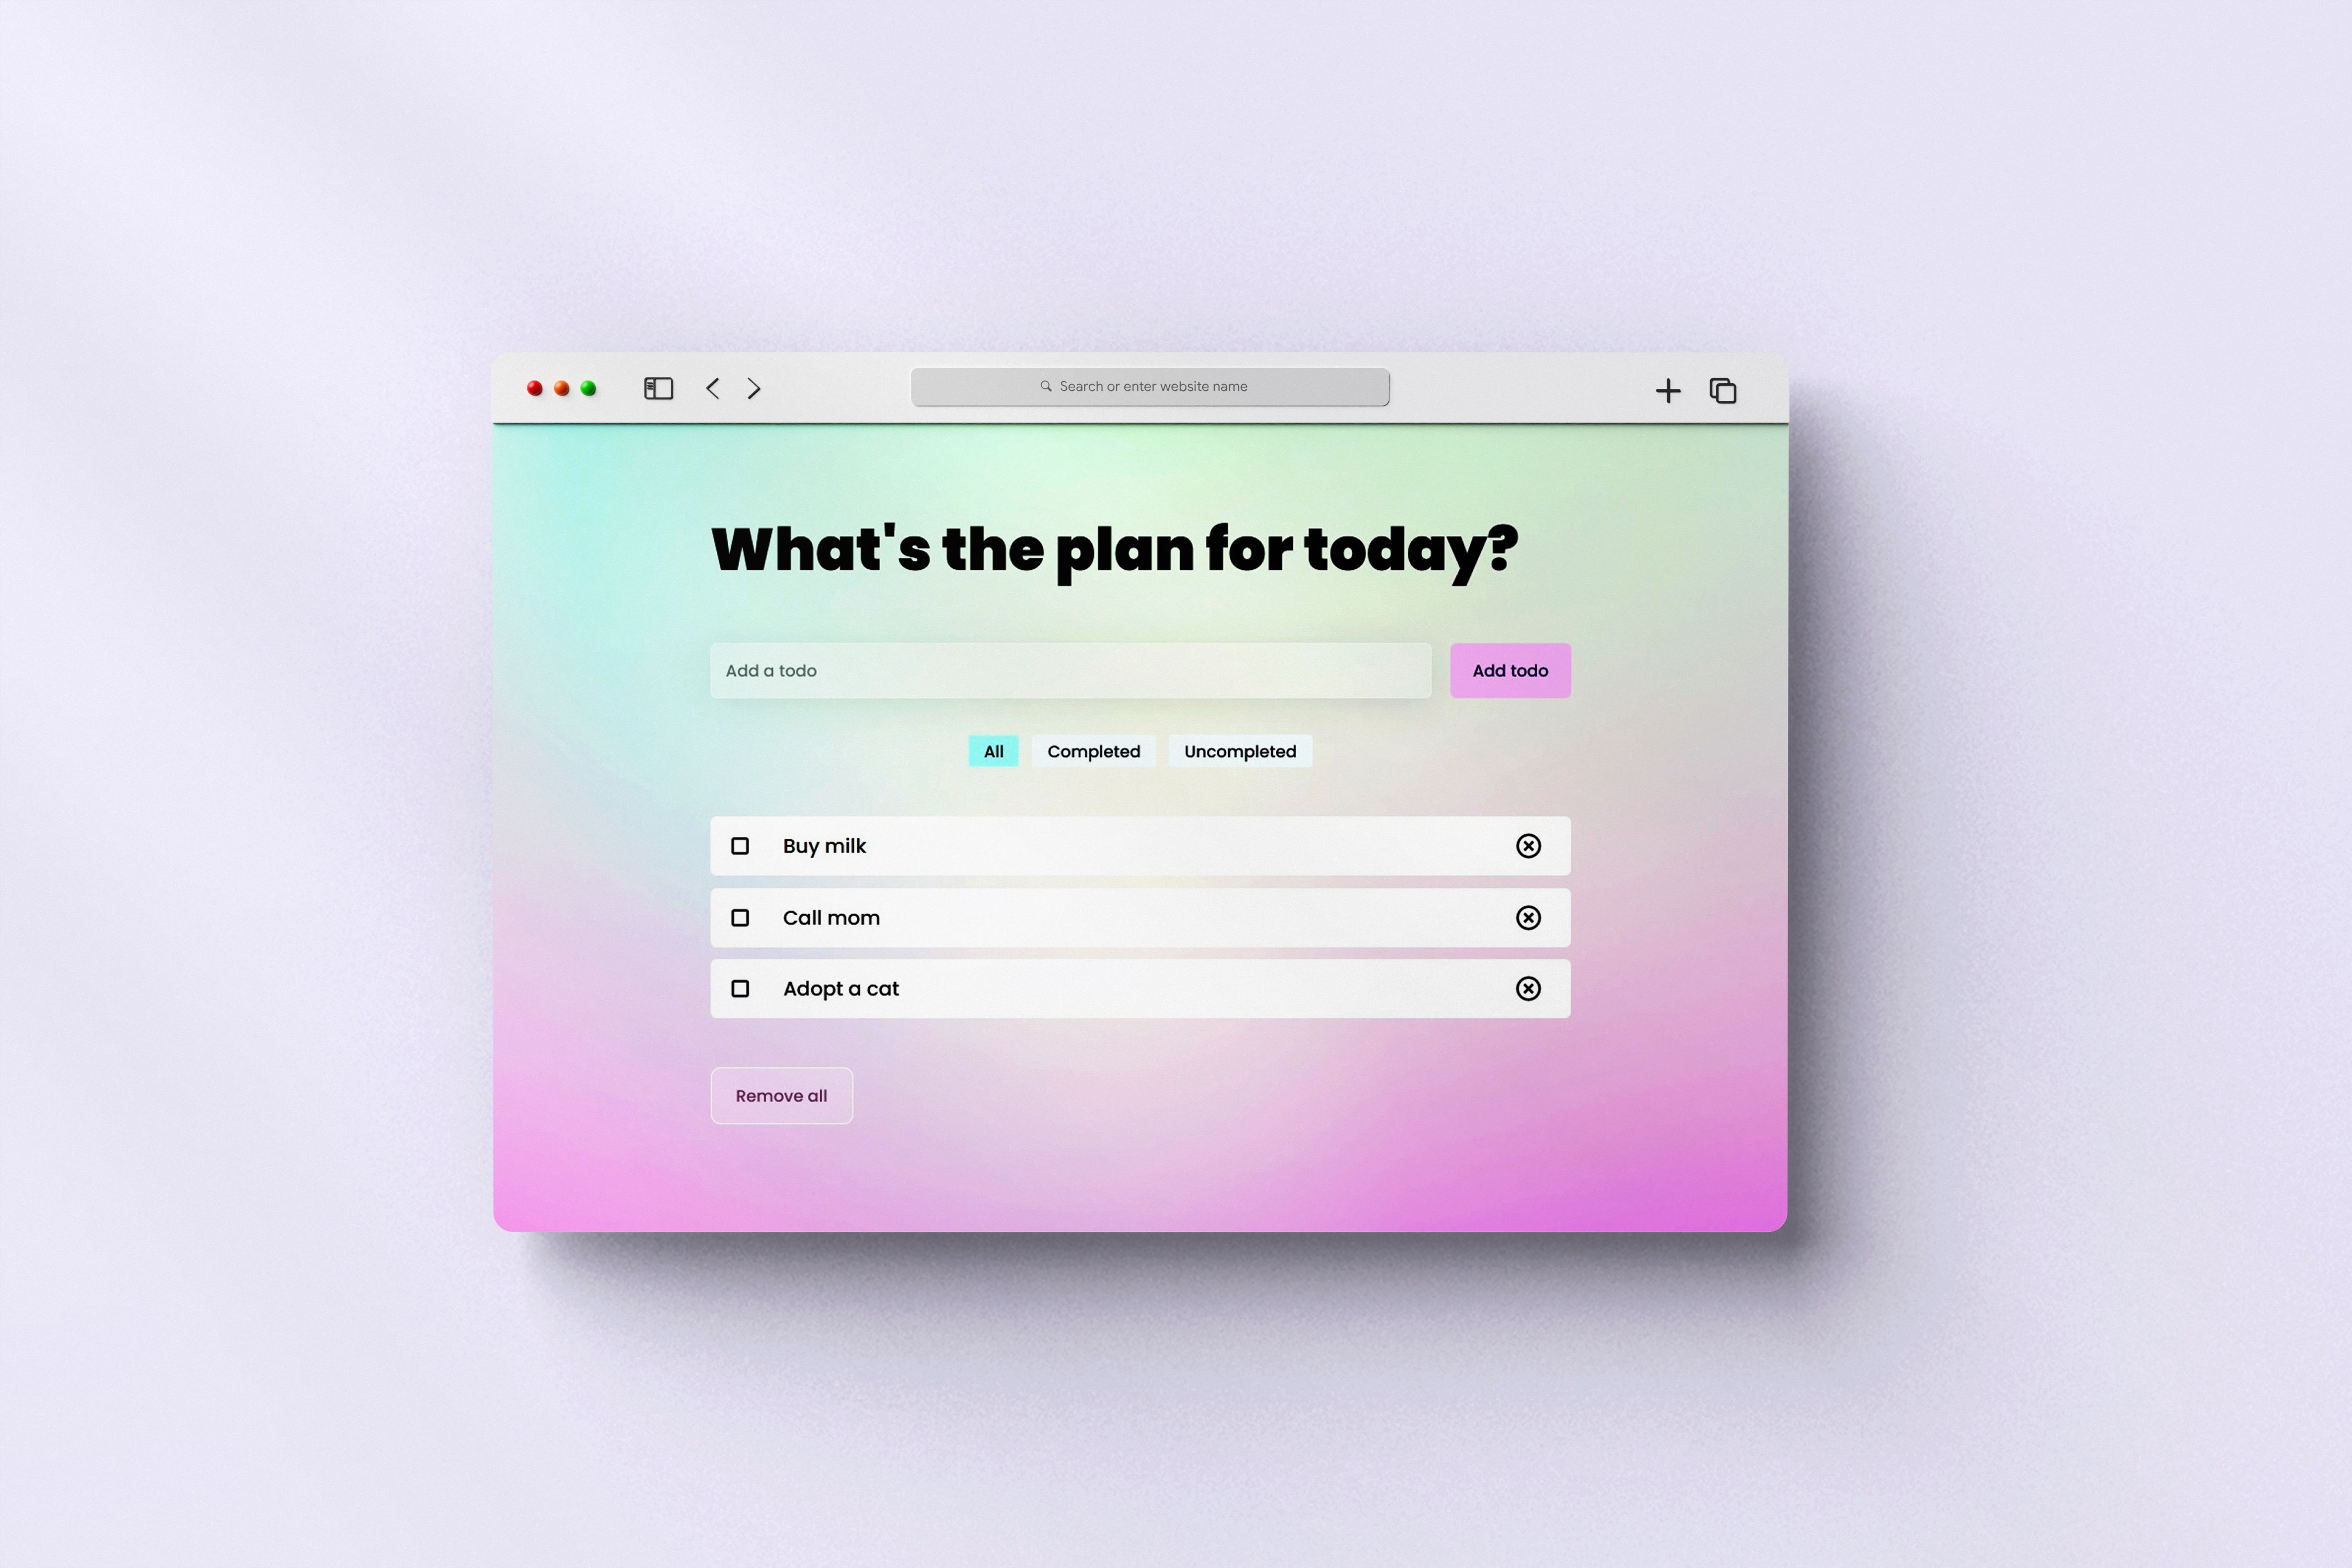 Search or enter website name
What's the plan for today?
Add a todo
Add todo
All
Completed
Uncompleted
Buy milk
Call mom
Adopt a cat
Remove all